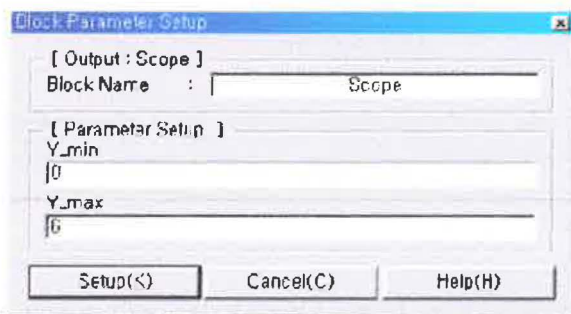 Block Parameter Setup
[ Output : Scope ]
Block Name : Scope
[ Parameter Setup ]
Y_min
0
Y_max
6
Setup(K) Cancel(C) Help(H)